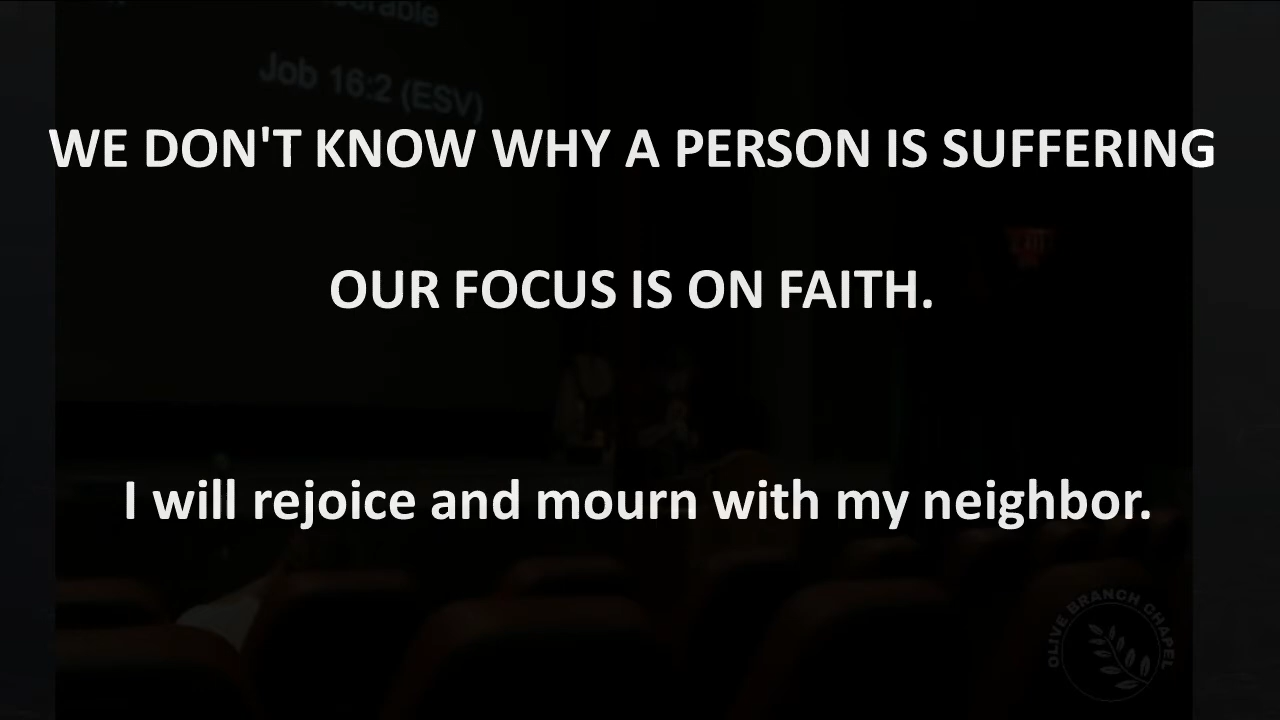 Job 16:2 (ESV)
WE DON'T KNOW WHY A PERSON IS SUFFERING
OUR FOCUS IS ON FAITH.
I will rejoice and mourn with my neighbor.
OLIVE BRANCH CHAPEL